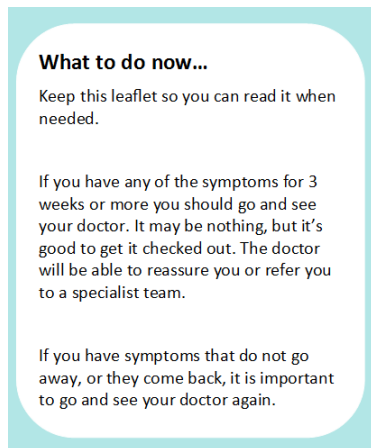 What to do now…
Keep this leaflet so you can read it when
needed.
If you have any of the symptoms for 3
weeks or more you should go and see
your doctor. It may be nothing, but it’s
good to get it checked out. The doctor
will be able to reassure you or refer you
to a specialist team.
If you have symptoms that do not go
away, or they come back, it is important
to go and see your doctor again.